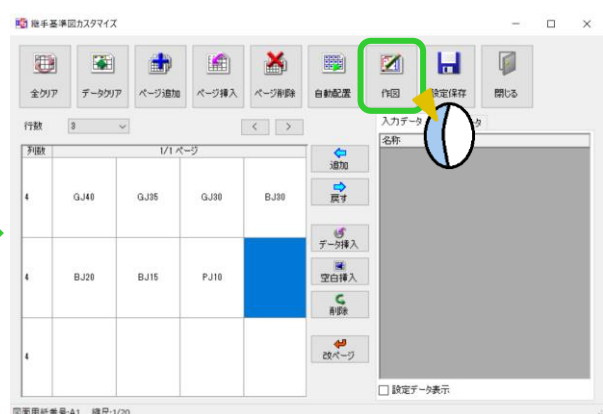 継手基準図カスタマイズ
全クリア データクリア ページ追加 ページ挿入 ページ削除 自動配置 作図 設定保存 閉じる
行数 3 < >
入力データ タ
列数 1/1 ページ
名称
追加
戻す
4 GJ40 GJ35 GJ30 BJ30
データ挿入
4 BJ20 BJ15 PJ10
空白挿入
削除
4
改ページ
設定データ表示
図面用紙番号:A1 縮尺:1/20